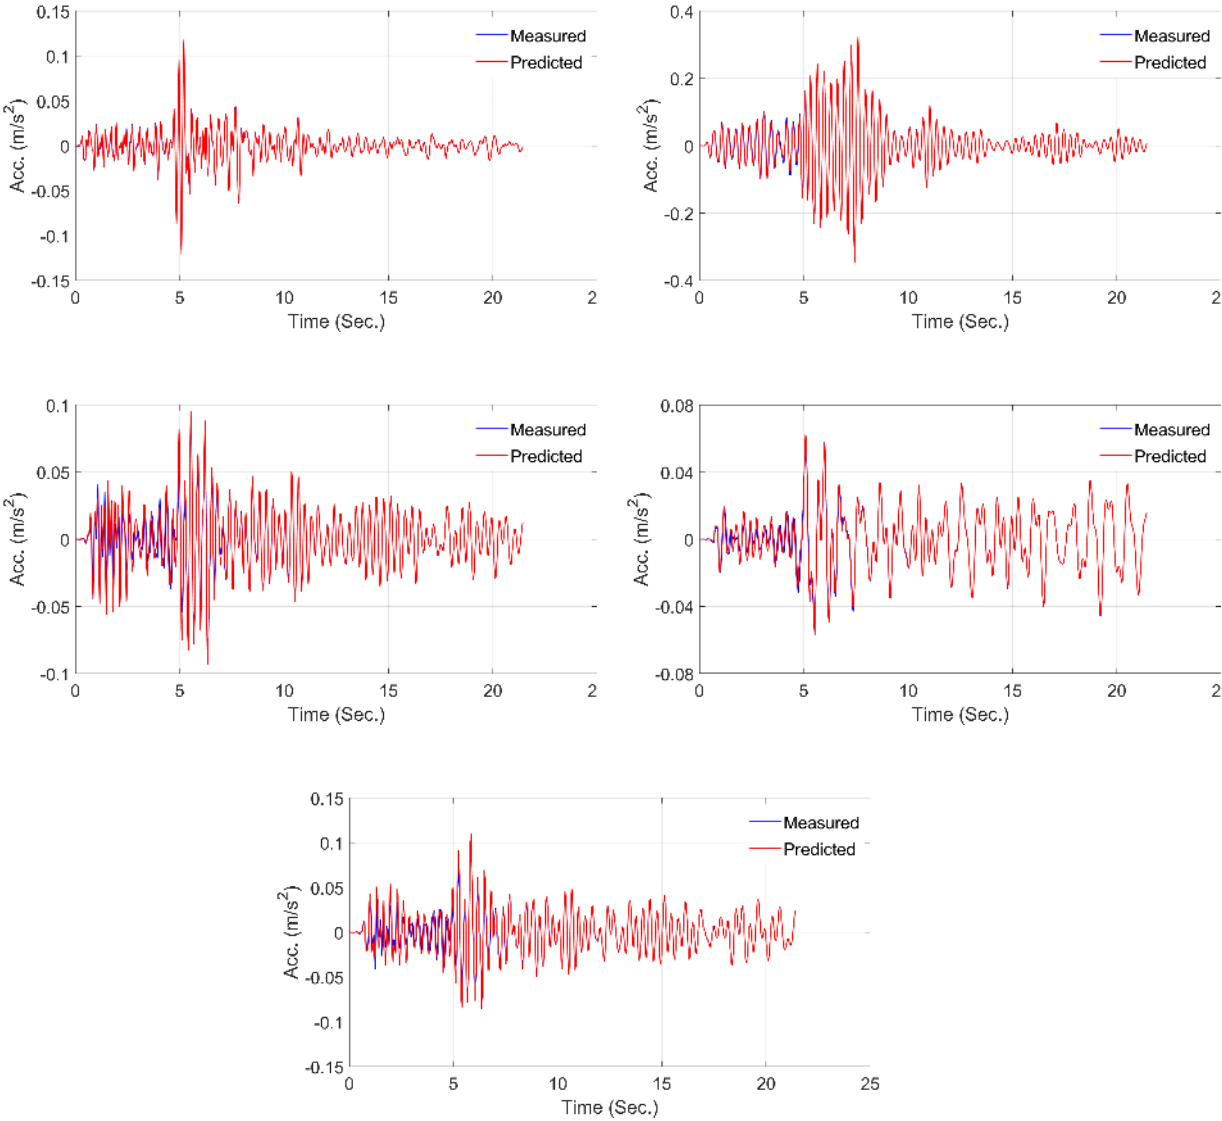 0.15
0.1
0.05
0
-0.05
-0.1
-0.15
Acc. (m/s²)
Measured
Predicted
0 5 10 15 20 2
Time (Sec.)
0.4
0.2
0
-0.2
-0.4
Acc. (m/s²)
Measured
Predicted
0 5 10 15 20 2
Time (Sec.)
0.1
0.05
0
-0.05
-0.1
Acc. (m/s²)
Measured
Predicted
0 5 10 15 20 2
Time (Sec.)
0.08
0.04
0
-0.04
-0.08
Acc. (m/s²)
Measured
Predicted
0 5 10 15 20 2
Time (Sec.)
0.15
0.1
0.05
0
-0.05
-0.1
-0.15
Acc. (m/s²)
Measured
Predicted
0 5 10 15 20 25
Time (Sec.)